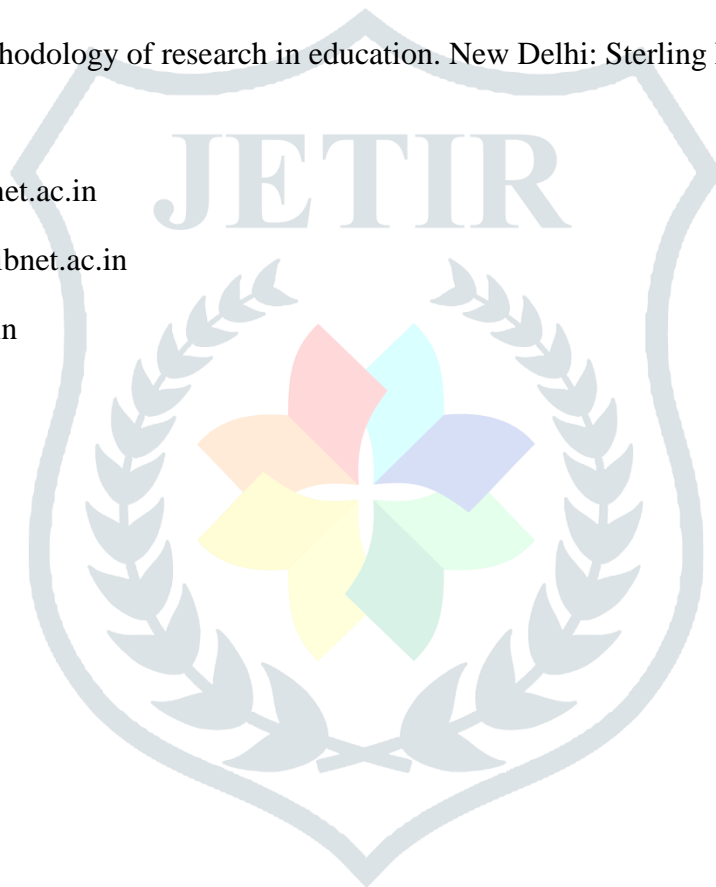 hodology of research in education. New Delhi: Sterling
JETIR
net.ac.in
bnet.ac.in
n